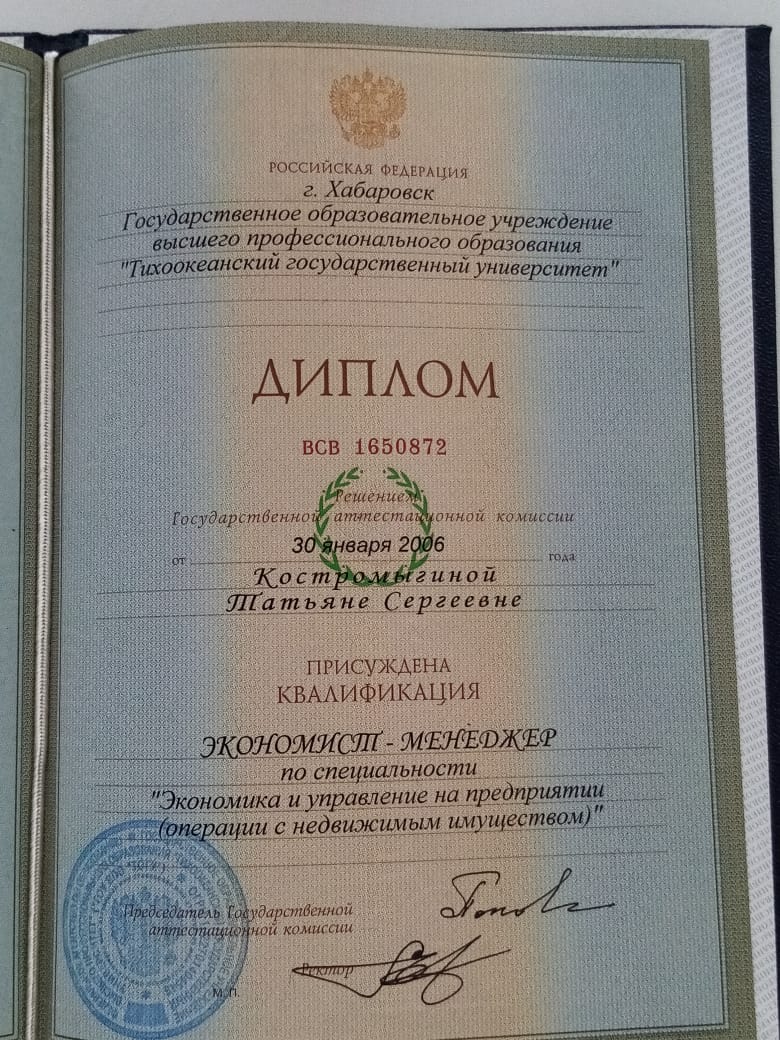 РОССИЙСКАЯ ФЕДЕРАЦИЯ
г. Хабаровск
Государственное образовательное учреждение
высшего профессионального образования
"Тихоокеанский государственный университет"
ДИПЛОМ
ВСВ 1650872
Решением
Государственной аттестационной комиссии
от 30 января 2006 года
Костромыгиной
Татьяне Сергеевне
ПРИСУЖДЕНА
КВАЛИФИКАЦИЯ
ЭКОНОМИСТ - МЕНЕДЖЕР
по специальности
"Экономика и управление на предприятии
(операции с недвижимым имуществом)"
Председатель Государственной
аттестационной комиссии
Ректор
М. П.